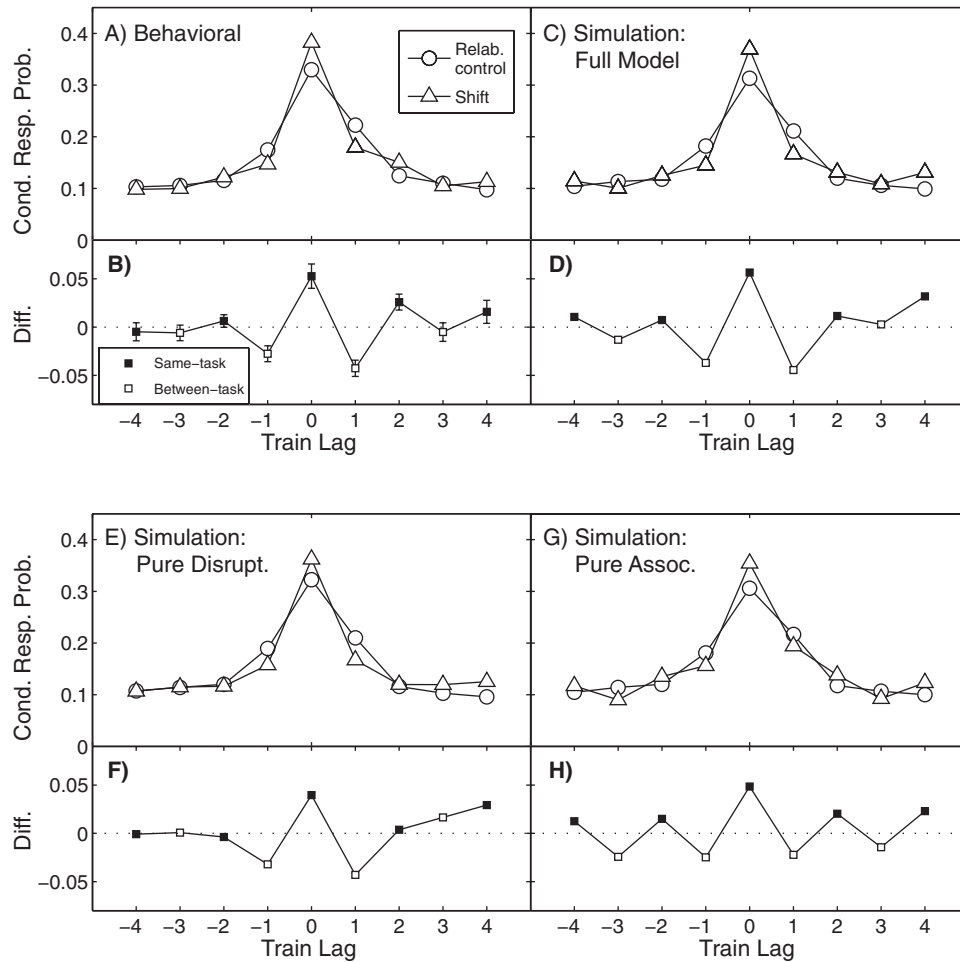 A) Behavioral
Relab. control
Shift
Cond. Resp. Prob.
0.4
0.3
0.2
0.1
0
C) Simulation:
Full Model
B)
Diff.
0.05
0
−0.05
Same−task
Between−task
D)
−4 −3 −2 −1 0 1 2 3 4
Train Lag
−4 −3 −2 −1 0 1 2 3 4
Train Lag
E) Simulation:
Pure Disrupt.
Cond. Resp. Prob.
0.4
0.3
0.2
0.1
0
G) Simulation:
Pure Assoc.
F)
Diff.
0.05
0
−0.05
H)
−4 −3 −2 −1 0 1 2 3 4
Train Lag
−4 −3 −2 −1 0 1 2 3 4
Train Lag